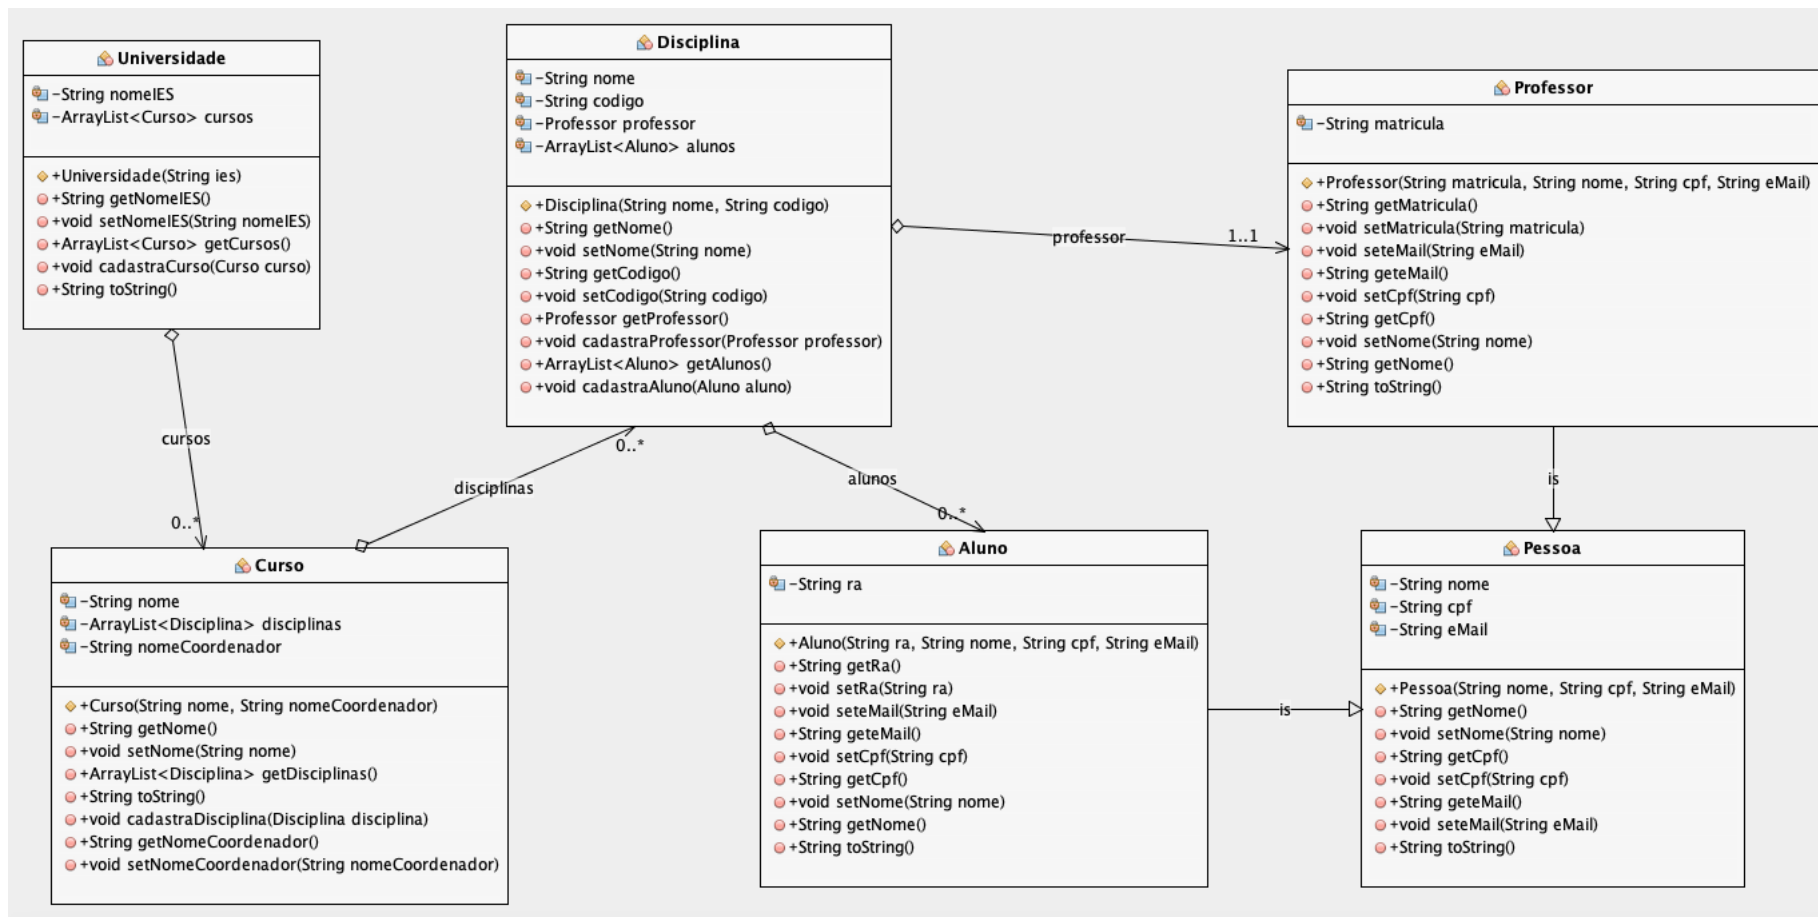 Universidade
-String nomeIES
-ArrayList<Curso> cursos
+Universidade(String ies)
+String getNomeIES()
+void setNomeIES(String nomeIES)
+ArrayList<Curso> getCursos()
+void cadastraCurso(Curso curso)
+String toString()
Disciplina
-String nome
-String codigo
-Professor professor
-ArrayList<Aluno> alunos
+Disciplina(String nome, String codigo)
+String getNome()
+void setNome(String nome)
+String getCodigo()
+void setCodigo(String codigo)
+Professor getProfessor()
+void cadastraProfessor(Professor professor)
+ArrayList<Aluno> getAlunos()
+void cadastraAluno(Aluno aluno)
professor
1..1
Professor
-String matricula
+Professor(String matricula, String nome, String cpf, String eMail)
+String getMatricula()
+void setMatricula(String matricula)
+void seteMail(String eMail)
+String geteMail()
+void setCpf(String cpf)
+String getCpf()
+void setNome(String nome)
+String getNome()
+String toString()
cursos
0..*
disciplinas
0..*
alunos
0..*
is
Curso
-String nome
-ArrayList<Disciplina> disciplinas
-String nomeCoordenador
+Curso(String nome, String nomeCoordenador)
+String getNome()
+void setNome(String nome)
+ArrayList<Disciplina> getDisciplinas()
+String toString()
+void cadastraDisciplina(Disciplina disciplina)
+String getNomeCoordenador()
+void setNomeCoordenador(String nomeCoordenador)
Aluno
-String ra
+Aluno(String ra, String nome, String cpf, String eMail)
+String getRa()
+void setRa(String ra)
+void seteMail(String eMail)
+String geteMail()
+void setCpf(String cpf)
+String getCpf()
+void setNome(String nome)
+String getNome()
+String toString()
is
Pessoa
-String nome
-String cpf
-String eMail
+Pessoa(String nome, String cpf, String eMail)
+String getNome()
+void setNome(String nome)
+String getCpf()
+void setCpf(String cpf)
+String geteMail()
+void seteMail(String eMail)
+String toString()